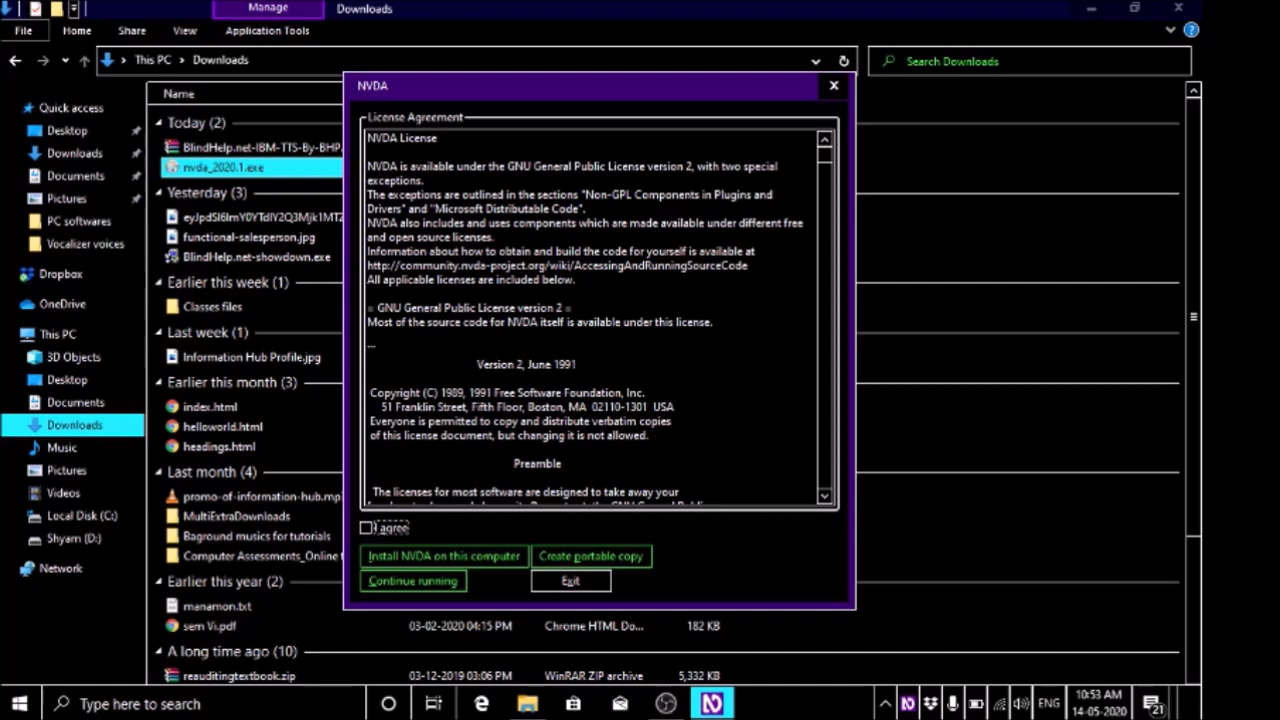 Manage
Downloads
File
Home
Share
View
Application Tools
This PC
Downloads
Search Downloads
Quick access
Desktop
Downloads
Documents
Pictures
PC softwares
Vocalizer voices
Dropbox
OneDrive
This PC
3D Objects
Desktop
Documents
Downloads
Music
Pictures
Videos
Local Disk (C:)
Shyam (D:)
Network
Name
Today (2)
BlindHelp.net-IBM-TTS-By-BHP.
nvda_2020.1.exe
Yesterday (3)
functional-salesperson.jpg
BlindHelp.net-showdown.exe
Earlier this week (1)
Classes files
Last week (1)
Information Hub Profile.jpg
Earlier this month (3)
index.html
helloworld.html
headings.html
Last month (4)
promo-of-information-hub.mp
MultiExtraDownloads
Baground musics for tutorials
Computer Assessments_Online
Earlier this year (2)
manamon.txt
sem Vi.pdf 03-02-2020 04:15 PM Chrome HTML Do... 182 KB
A long time ago (10)
reauditingtextbook.zip 03-12-2019 03:06 PM WinRAR ZIP archive 5,332 KB
NVDA
License Agreement
NVDA License
NVDA is available under the GNU General Public License version 2, with two special
exceptions.
The exceptions are outlined in the sections "Non-GPL Components in Plugins and
Drivers" and "Microsoft Distributable Code".
NVDA also includes and uses components which are made available under different free
and open source licenses.
Information about how to obtain and build the code for yourself is available at
http://community.nvda-project.org/wiki/AccessingAndRunningSourceCode
All applicable licenses are included below.
= GNU General Public License version 2 =
Most of the source code for NVDA itself is available under this license.
...
Version 2, June 1991
Copyright (C) 1989, 1991 Free Software Foundation, Inc.
51 Franklin Street, Fifth Floor, Boston, MA 02110-1301 USA
Everyone is permitted to copy and distribute verbatim copies
of this license document, but changing it is not allowed.
Preamble
The licenses for most software are designed to take away your
I agree
Install NVDA on this computer
Create portable copy
Continue running
Exit
Type here to search
ENG
10:53 AM
14-05-2020
21